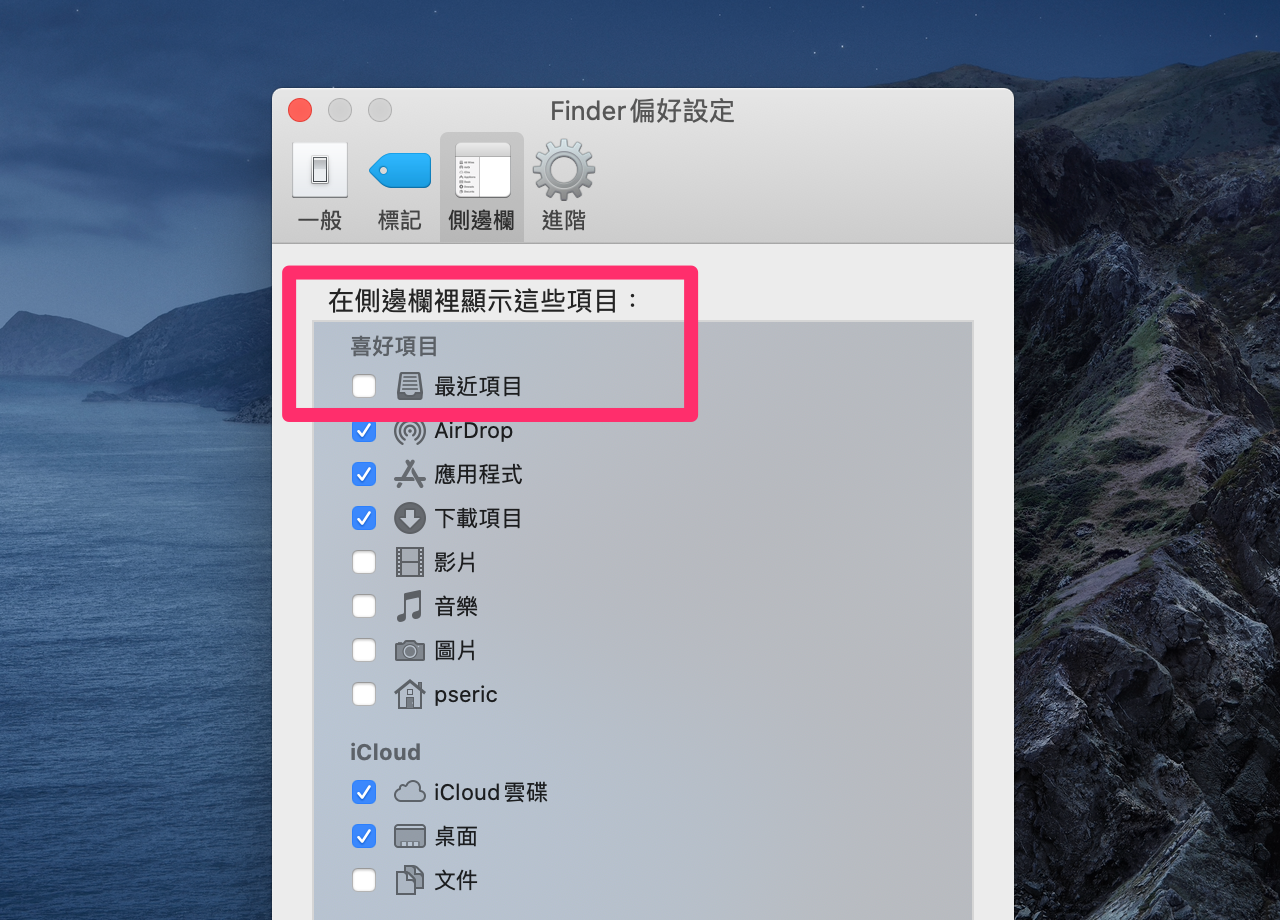 Finder偏好設定
一般
標記
側邊欄
進階
在側邊欄裡顯示這些項目：
喜好項目
最近項目
AirDrop
應用程式
下載項目
影片
音樂
圖片
pseric
iCloud
iCloud雲碟
桌面
文件